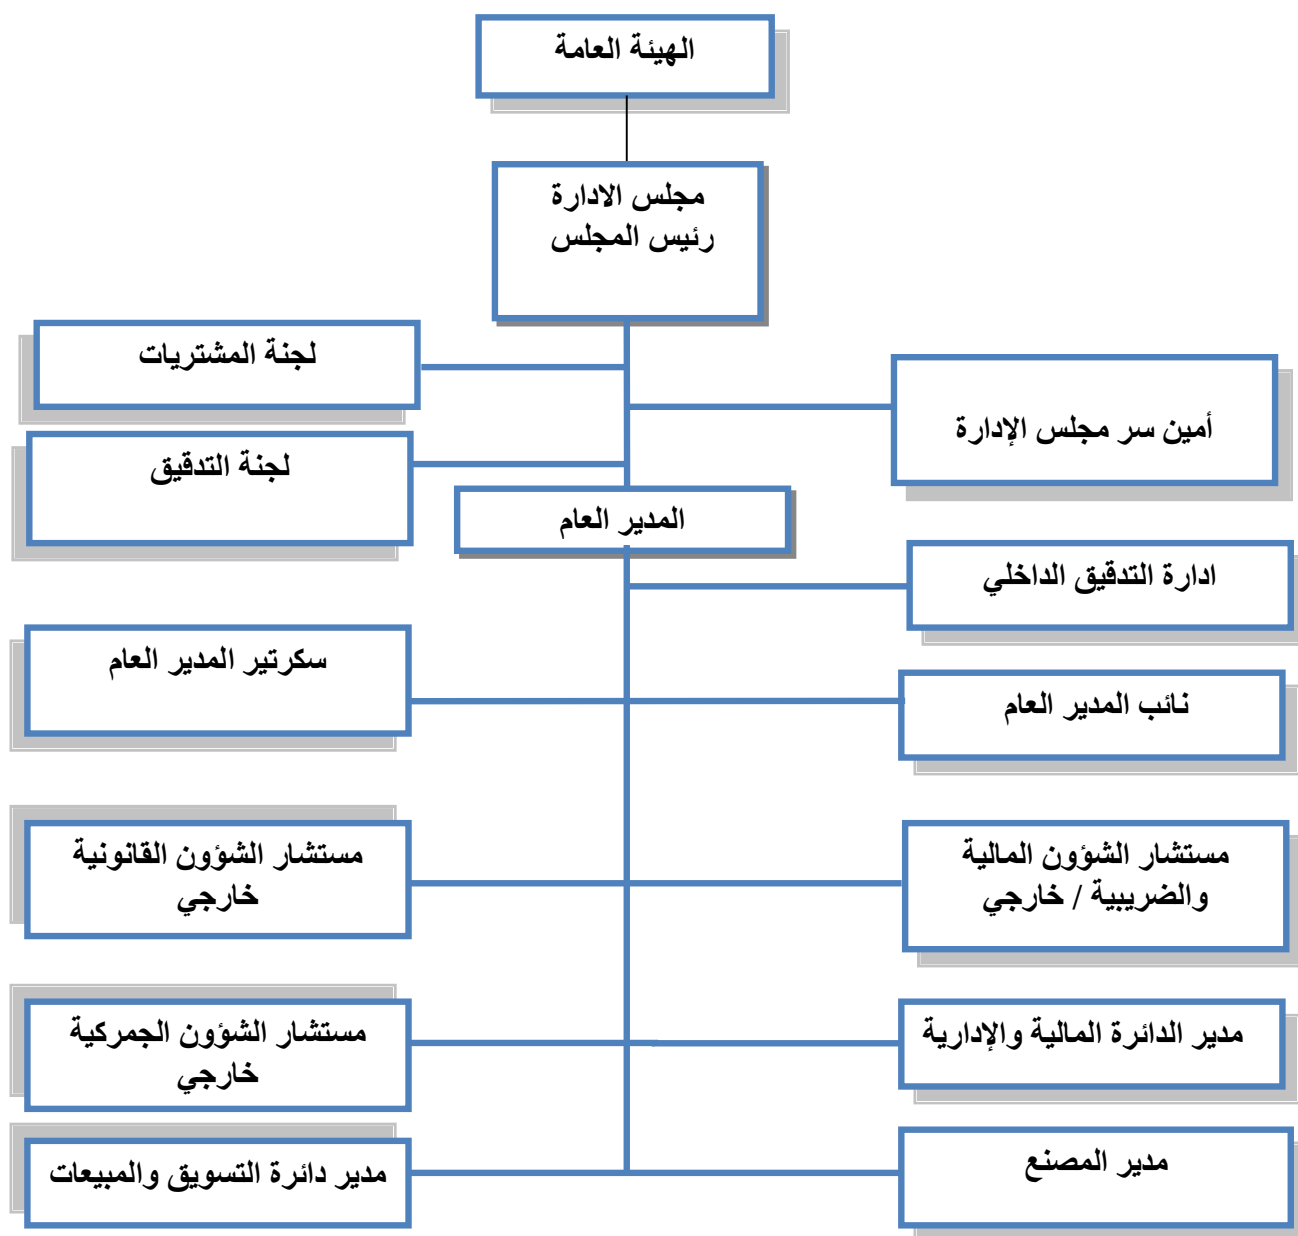 الهيئة العامة
مجلس الادارة
رئيس المجلس
لجنة المشتريات
أمين سر مجلس الإدارة
لجنة التدقيق
المدير العام
ادارة التدقيق الداخلي
سكرتير المدير العام
نائب المدير العام
مستشار الشؤون المالية
والضريبية / خارجي
مستشار الشؤون القانونية
خارجي
مدير الدائرة المالية والإدارية
مستشار الشؤون الجمركية
خارجي
مدير المصنع
مدير دائرة التسويق والمبيعات